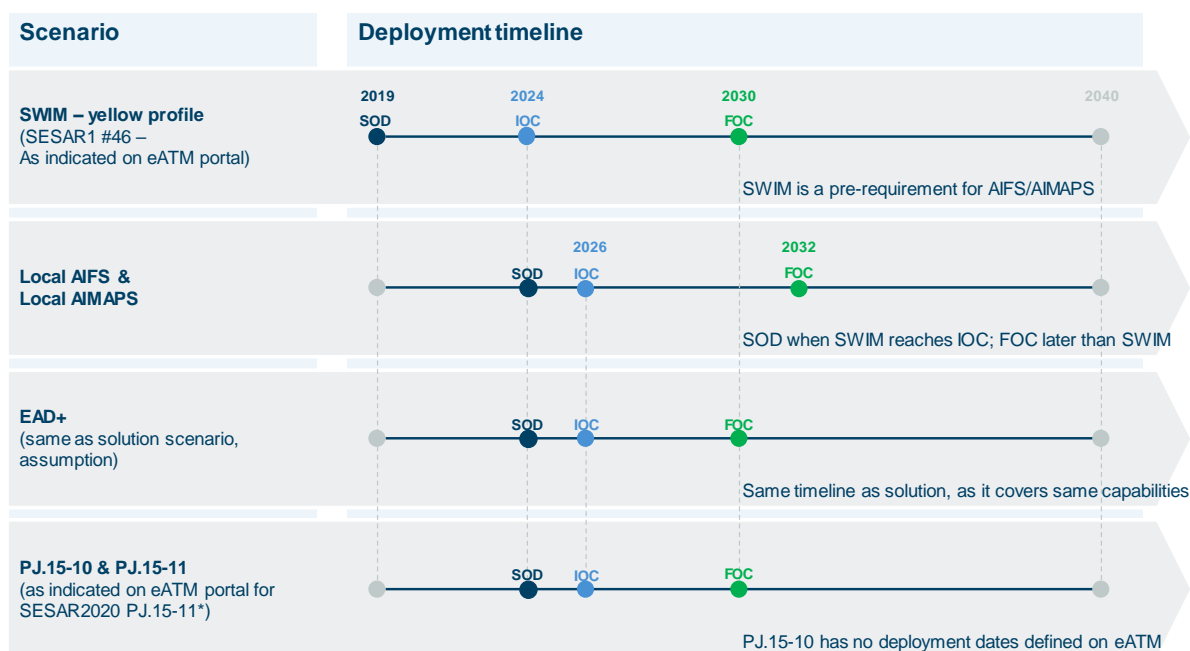 Scenario
Deployment timeline
SWIM – yellow profile
(SESAR1 #46 –
As indicated on eATM portal)
2019
2024
2030
2040
SOD
IOC
FOC
SWIM is a pre-requirement for AIFS/AIMAPS
Local AIFS &
Local AIMAPS
2026
2032
SOD
IOC
FOC
SOD when SWIM reaches IOC; FOC later than SWIM
EAD+
(same as solution scenario,
assumption)
SOD
IOC
FOC
Same timeline as solution, as it covers same capabilities
PJ.15-10 & PJ.15-11
(as indicated on eATM portal for
SESAR2020 PJ.15-11*)
SOD
IOC
FOC
PJ.15-10 has no deployment dates defined on eATM